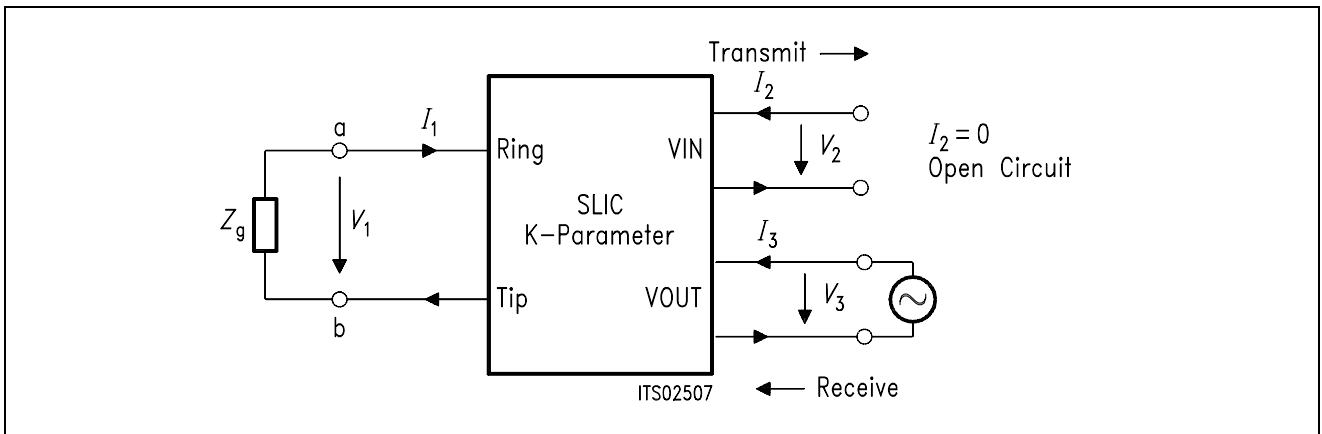 Transmit
I2
a
I1
Ring
VIN
V2
I2 = 0
Open Circuit
Zg
V1
SLIC
K-Parameter
I3
Tip
VOUT
V3
b
ITS02507
Receive